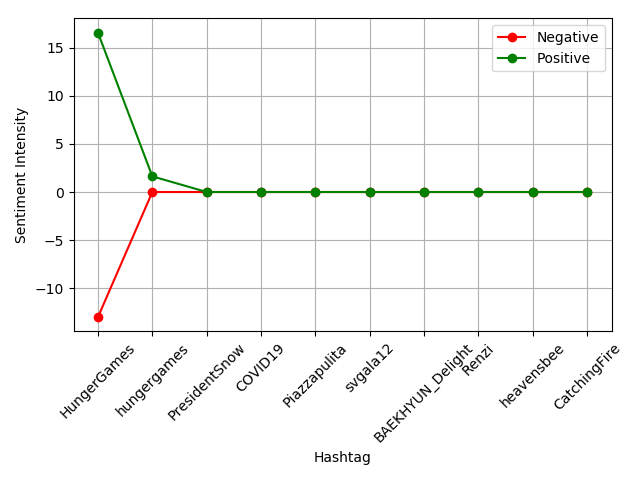 Negative
Positive
15
10
5
0
−5
−10
Sentiment Intensity
HungerGames
hungergames
PresidentSnow
COVID19
Piazzapulita
svgala12
BAEKHYUN_Delight
Renzi
heavensbee
CatchingFire
Hashtag